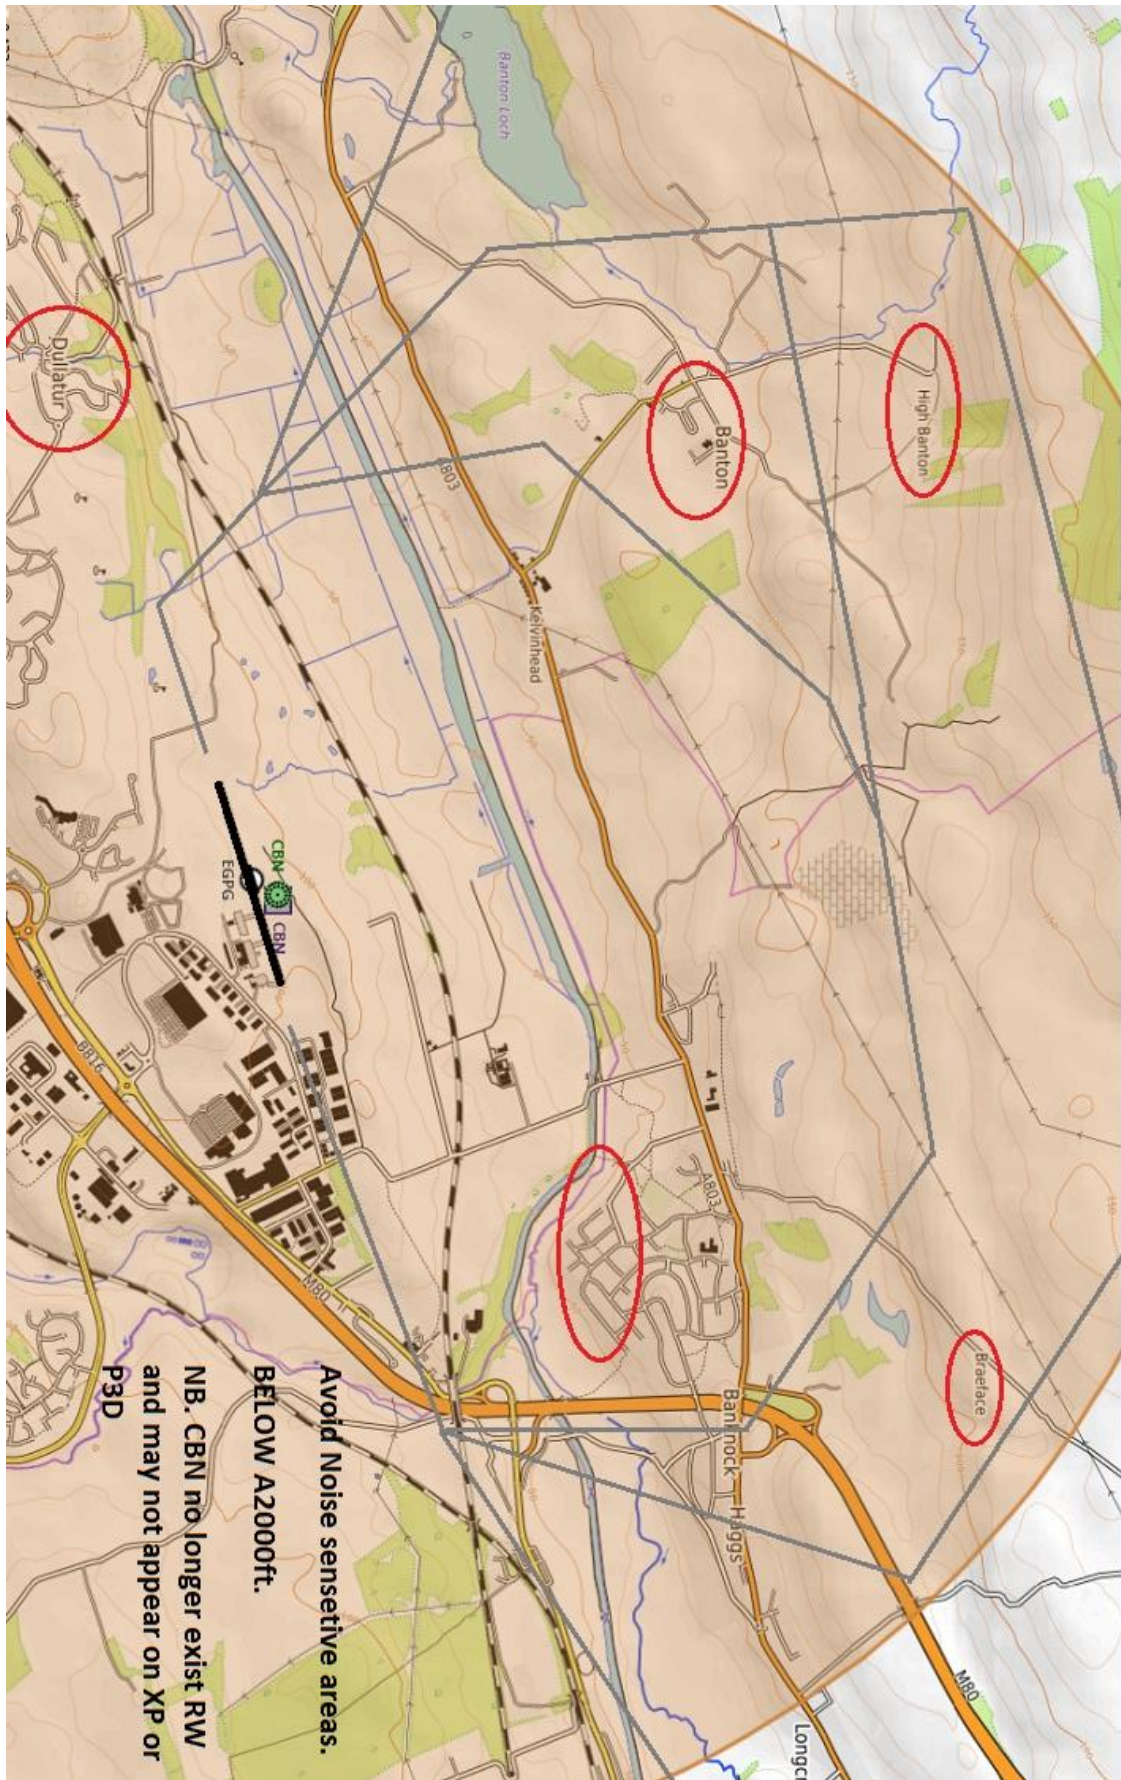 High Banton
Braeface
M80
Banton
Banknock
Haggs
A803
Kelvinhead
Banton Loch
803
CBN
CBN
EGPG
M80
B816
Dullatur
Avoid Noise sensetive areas.
BELOW A2000ft.
NB. CBN no longer exist RW
and may not appear on XP or
P3D